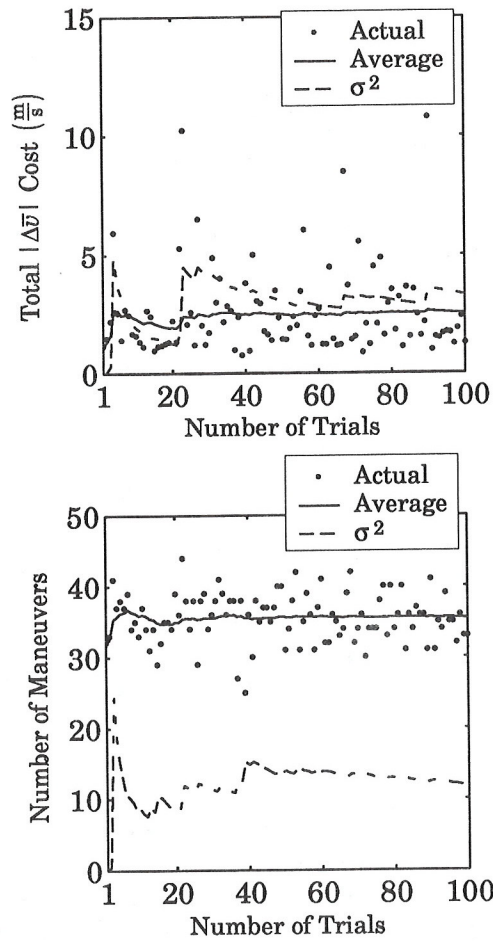 Actual
Average
σ²
15
10
5
0
Total |Δv̅| Cost (m/s)
1 20 40 60 80 100
Number of Trials
Actual
Average
σ²
50
40
30
20
10
0
Number of Maneuvers
1 20 40 60 80 100
Number of Trials